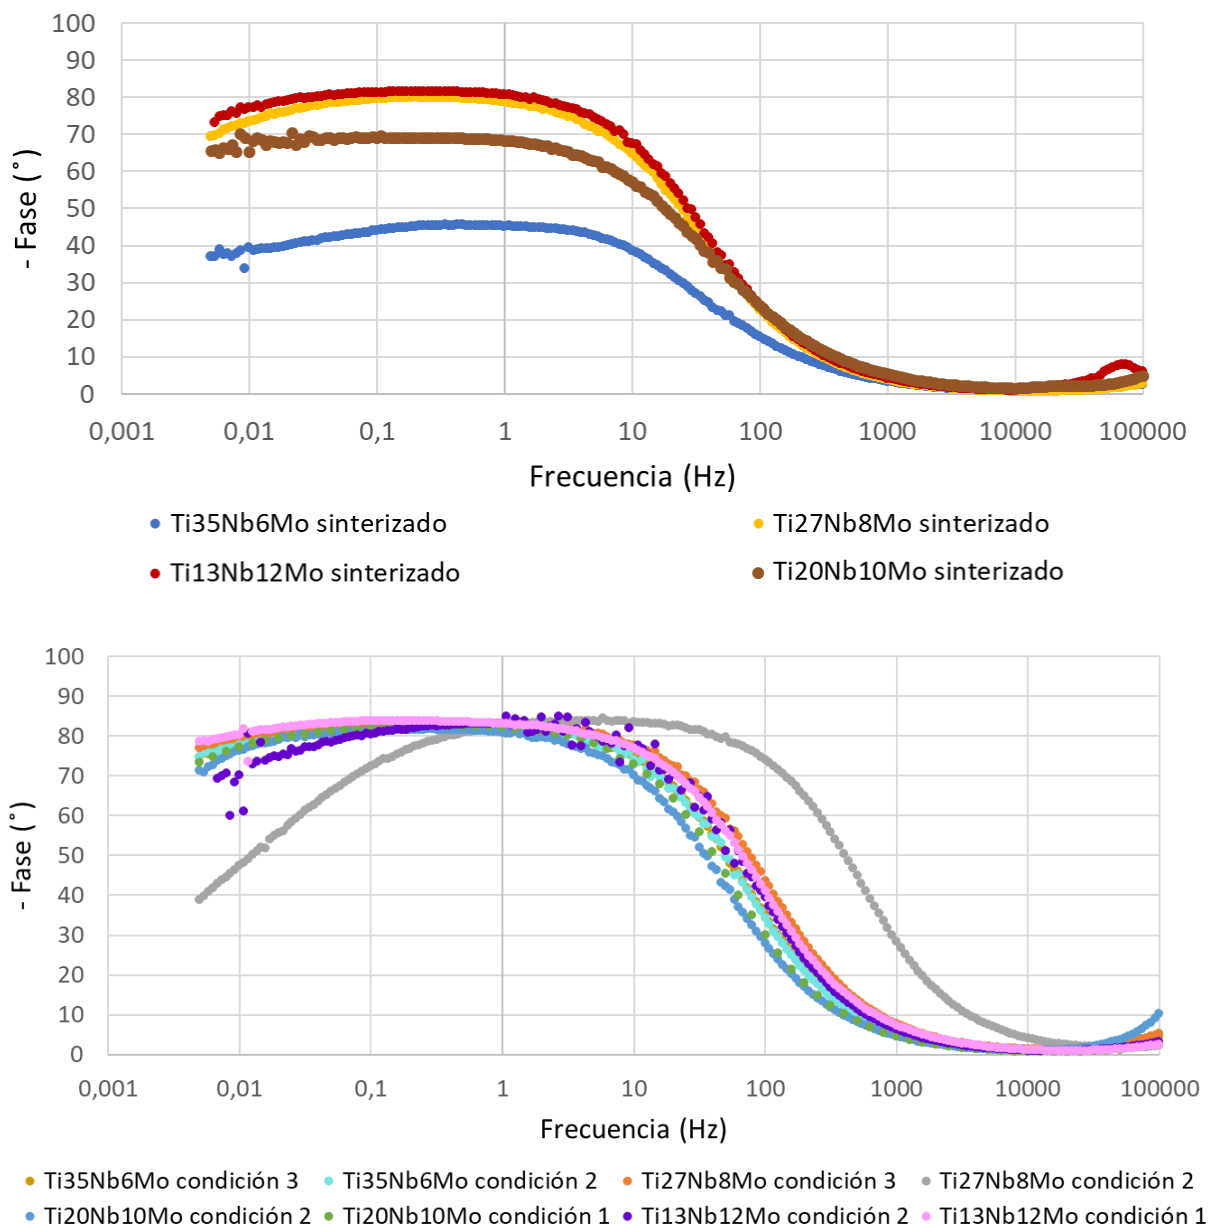 100
90
80
70
60
50
40
30
20
10
0
- Fase (˚)
0,001 0,01 0,1 1 10 100 1000 10000 100000
Frecuencia (Hz)
Ti35Nb6Mo sinterizado Ti27Nb8Mo sinterizado
Ti13Nb12Mo sinterizado Ti20Nb10Mo sinterizado
100
90
80
70
60
50
40
30
20
10
0
- Fase (˚)
0,001 0,01 0,1 1 10 100 1000 10000 100000
Frecuencia (Hz)
Ti35Nb6Mo condición 3 Ti35Nb6Mo condición 2 Ti27Nb8Mo condición 3 Ti27Nb8Mo condición 2
Ti20Nb10Mo condición 2 Ti20Nb10Mo condición 1 Ti13Nb12Mo condición 2 Ti13Nb12Mo condición 1